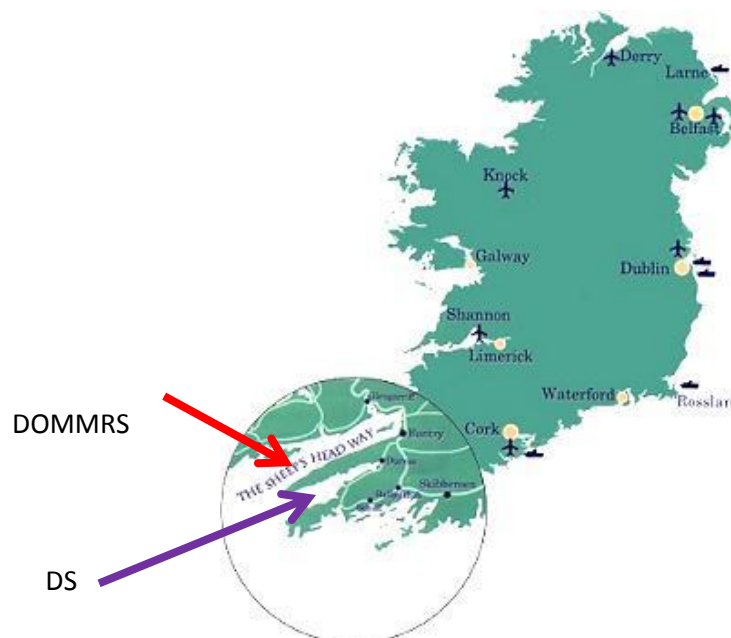 Derry
Larne
Belfast
Knock
Galway
Dublin
Shannon
Limerick
Waterford
Rosslar
Cork
DOMMRS
Bantry
THE SHEEP'S HEAD WAY
Durrus
Skibbereen
DS